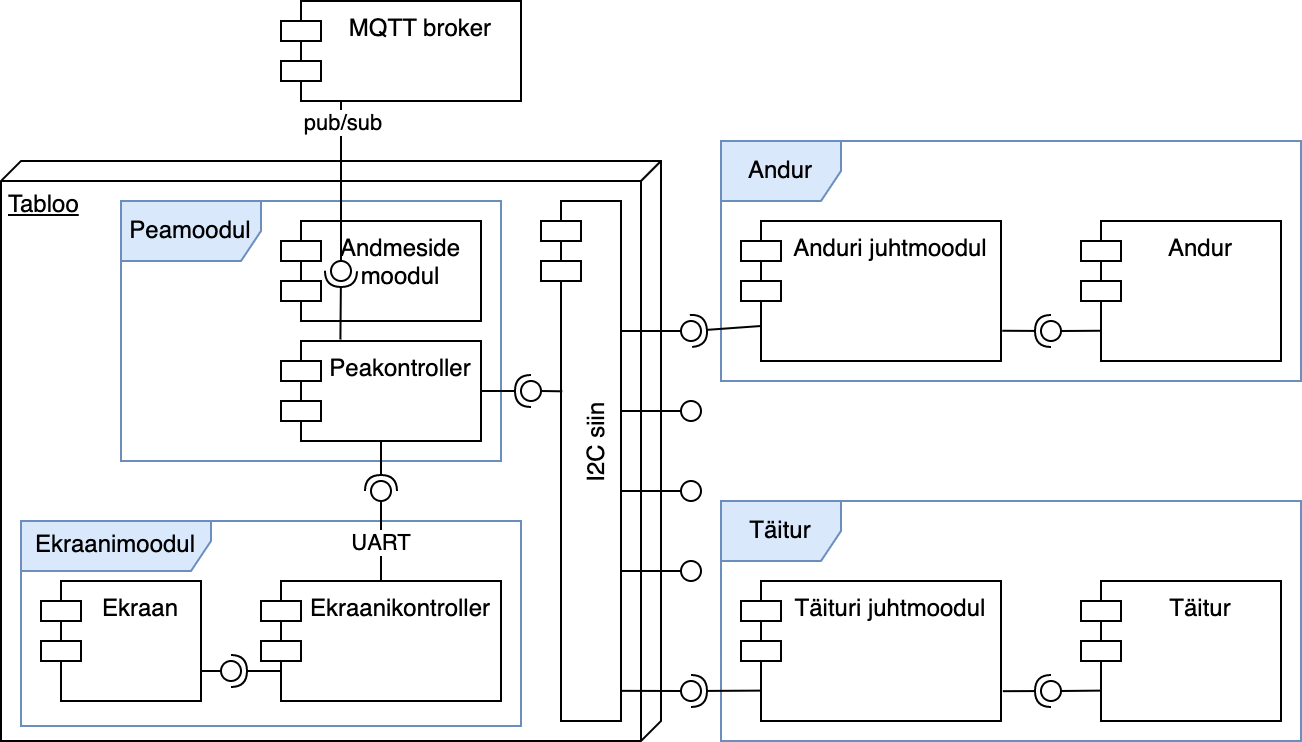 MQTT broker
pub/sub
Tabloo
Peamoodul
Andmeside
moodul
Peakontroller
I2C siin
Ekraanimoodul
UART
Ekraan
Ekraanikontroller
Andur
Anduri juhtmoodul
Andur
Täitur
Täituri juhtmoodul
Täitur